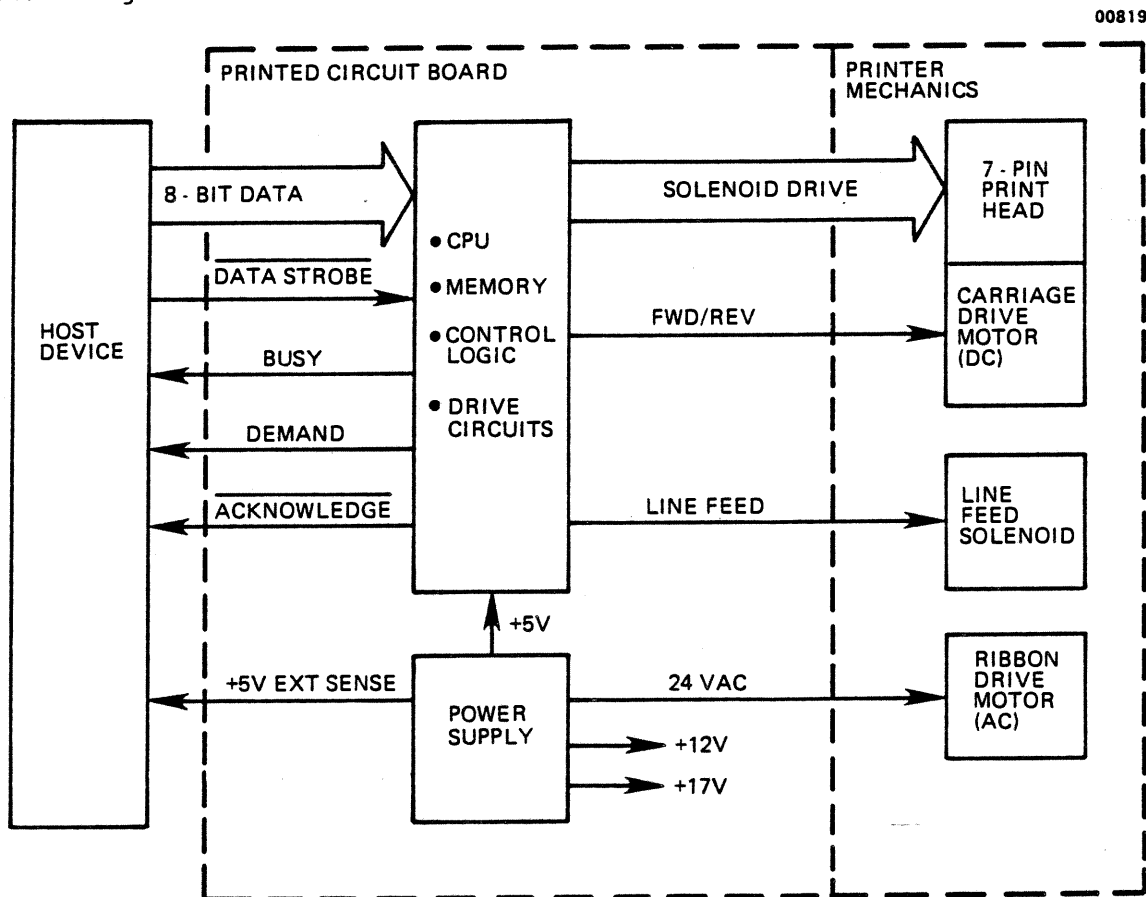 00819
PRINTED CIRCUIT BOARD
PRINTER
MECHANICS
8 - BIT DATA
DATA STROBE
HOST
DEVICE
BUSY
DEMAND
ACKNOWLEDGE
+5V EXT SENSE
• CPU
• MEMORY
• CONTROL
LOGIC
• DRIVE
CIRCUITS
+5V
POWER
SUPPLY
SOLENOID DRIVE
FWD/REV
LINE FEED
24 VAC
+12V
+17V
7 - PIN
PRINT
HEAD
CARRIAGE
DRIVE
MOTOR
(DC)
LINE
FEED
SOLENOID
RIBBON
DRIVE
MOTOR
(AC)